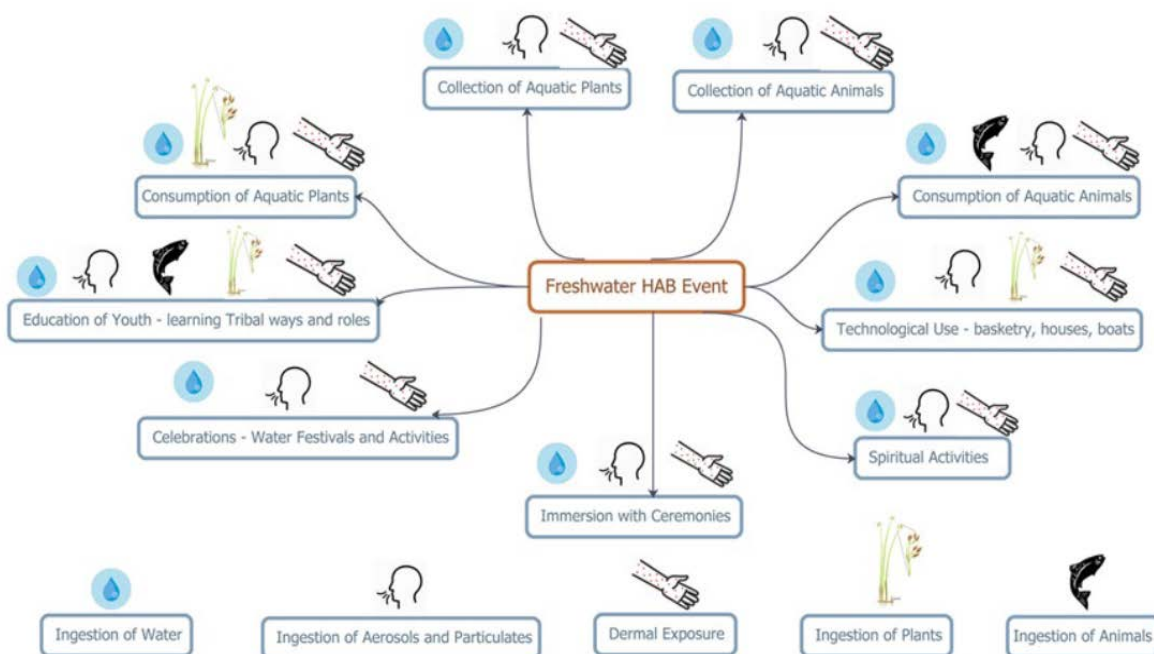 Collection of Aquatic Plants
Collection of Aquatic Animals
Consumption of Aquatic Plants
Consumption of Aquatic Animals
Freshwater HAB Event
Education of Youth - learning Tribal ways and roles
Technological Use - basketry, houses, boats
Celebrations - Water Festivals and Activities
Spiritual Activities
Immersion with Ceremonies
Ingestion of Water
Ingestion of Aerosols and Particulates
Dermal Exposure
Ingestion of Plants
Ingestion of Animals